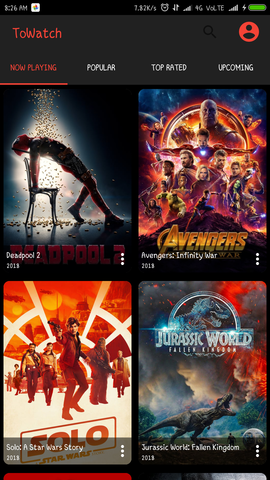 8:26 AM 7.82K/s 4G VoLTE
ToWatch
NOW PLAYING POPULAR TOP RATED UPCOMING
DEADPOOL 2
Deadpool 2
2018
AVENGERS
INFINITY WAR
Avengers: Infinity War
2018
SOLO
STAR WARS
Solo: A Star Wars Story
2018
JURASSIC WORLD
FALLEN KINGDOM
Jurassic World: Fallen Kingdom
2018